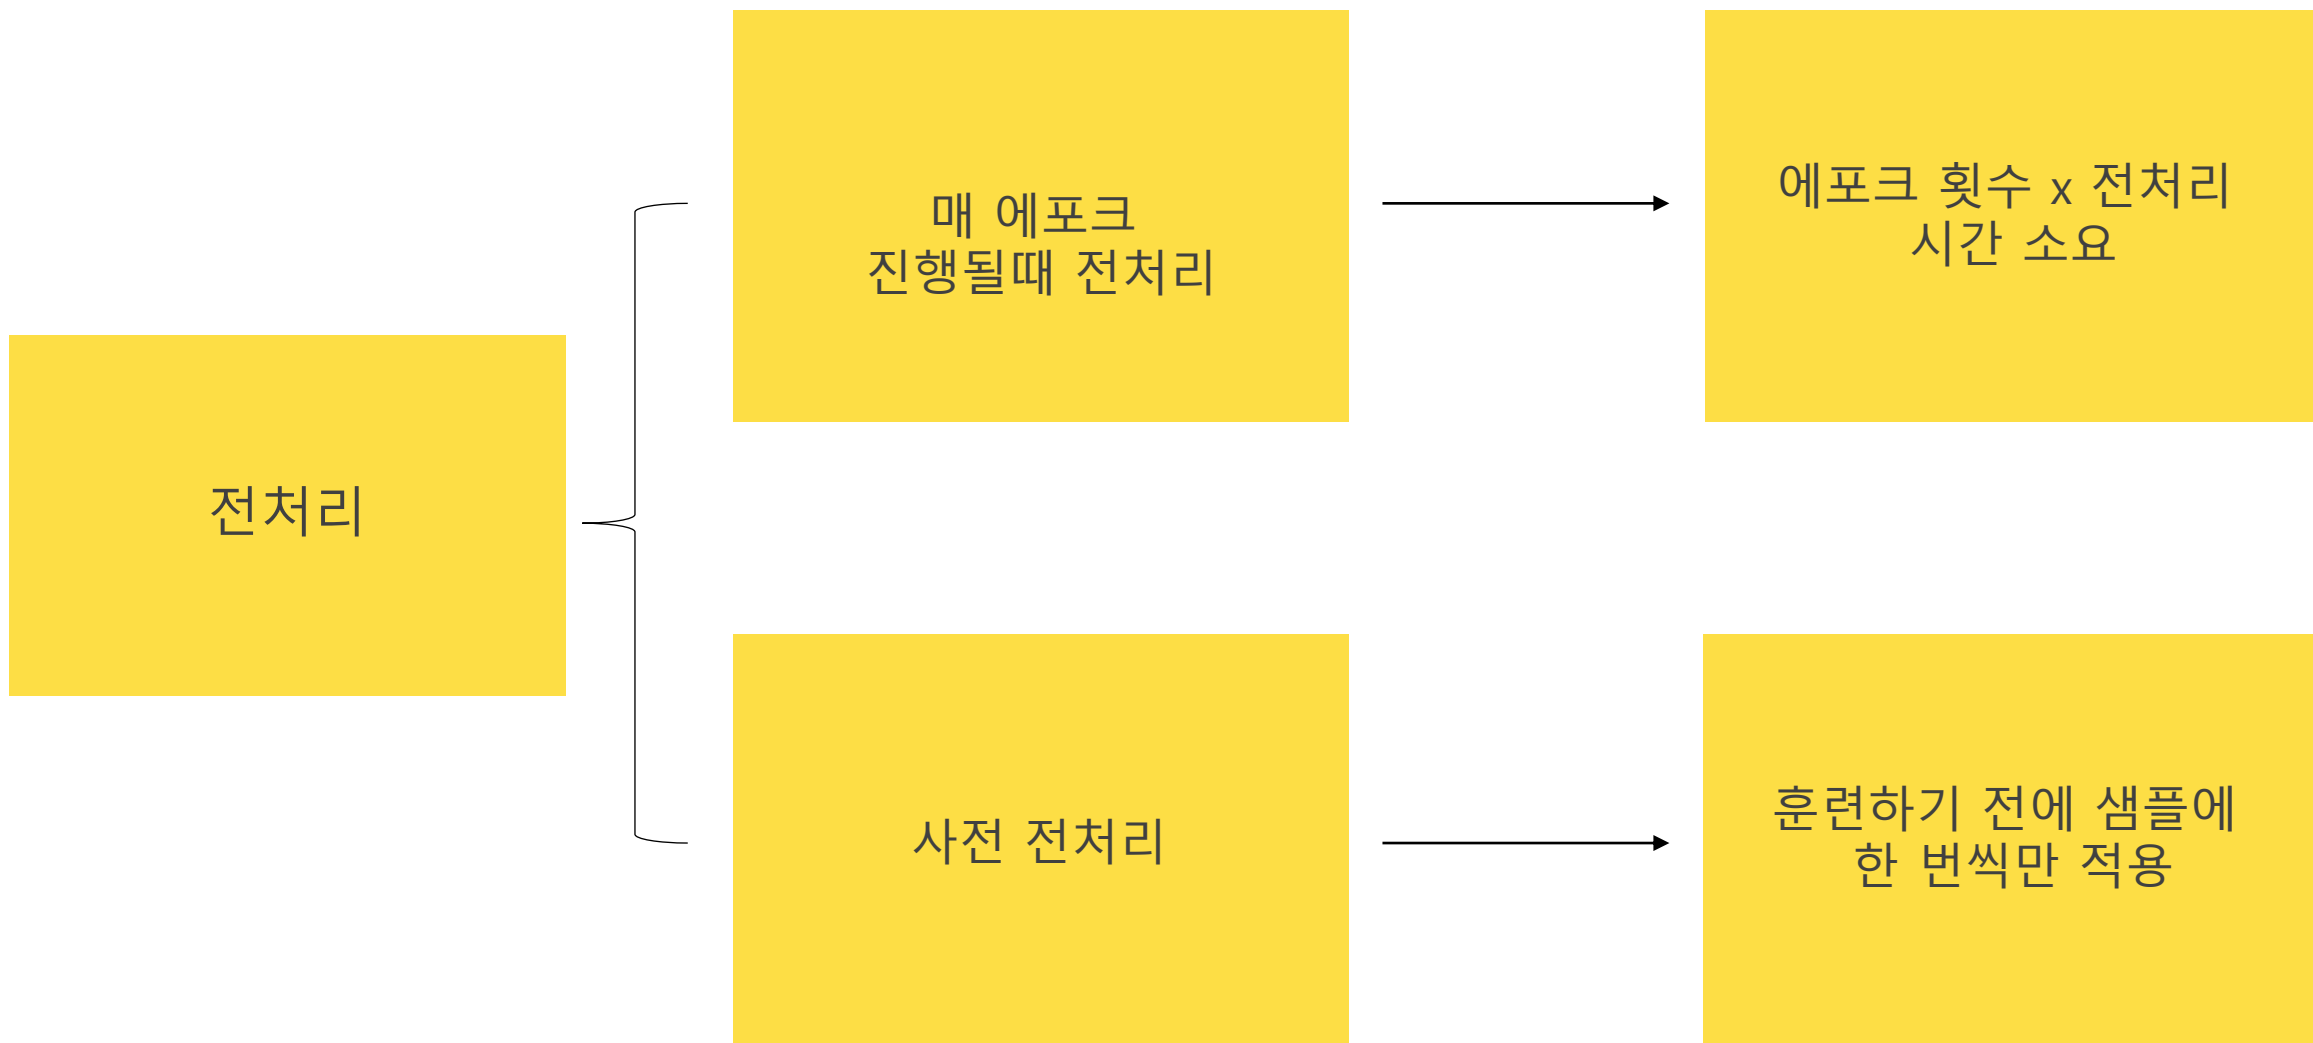 전처리
매 에포크
진행될때 전처리
에포크 횟수 x 전처리
시간 소요
사전 전처리
훈련하기 전에 샘플에
한 번씩만 적용